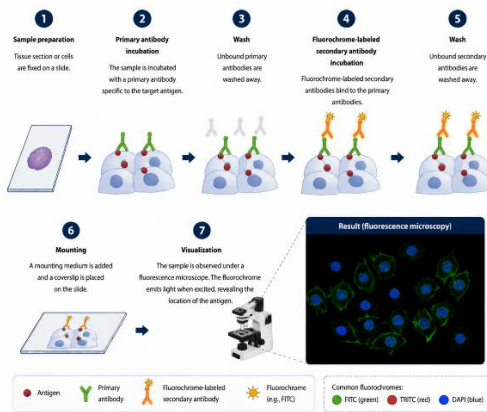 1
Sample preparation
Tissue section or cells
are fixed on a slide.
2
Primary antibody
incubation
The sample is incubated
with a primary antibody
specific to the target antigen.
3
Wash
Unbound primary
antibodies are
washed away.
4
Fluorochrome-labeled
secondary antibody
incubation
Fluorochrome-labeled secondary
antibodies bind to the primary
antibodies.
5
Wash
Unbound secondary
antibodies are
washed away.
6
Mounting
A mounting medium is added
and a coverslip is placed
on the slide.
7
Visualization
The sample is observed under a
fluorescence microscope. The fluorochrome
emits light when excited, revealing the
location of the antigen.
Result (fluorescence microscopy)
Antigen
Primary
antibody
Fluorochrome-labeled
secondary antibody
Fluorochrome
(e.g., FITC)
Common fluorochromes:
FITC (green) TRITC (red) DAPI (blue)